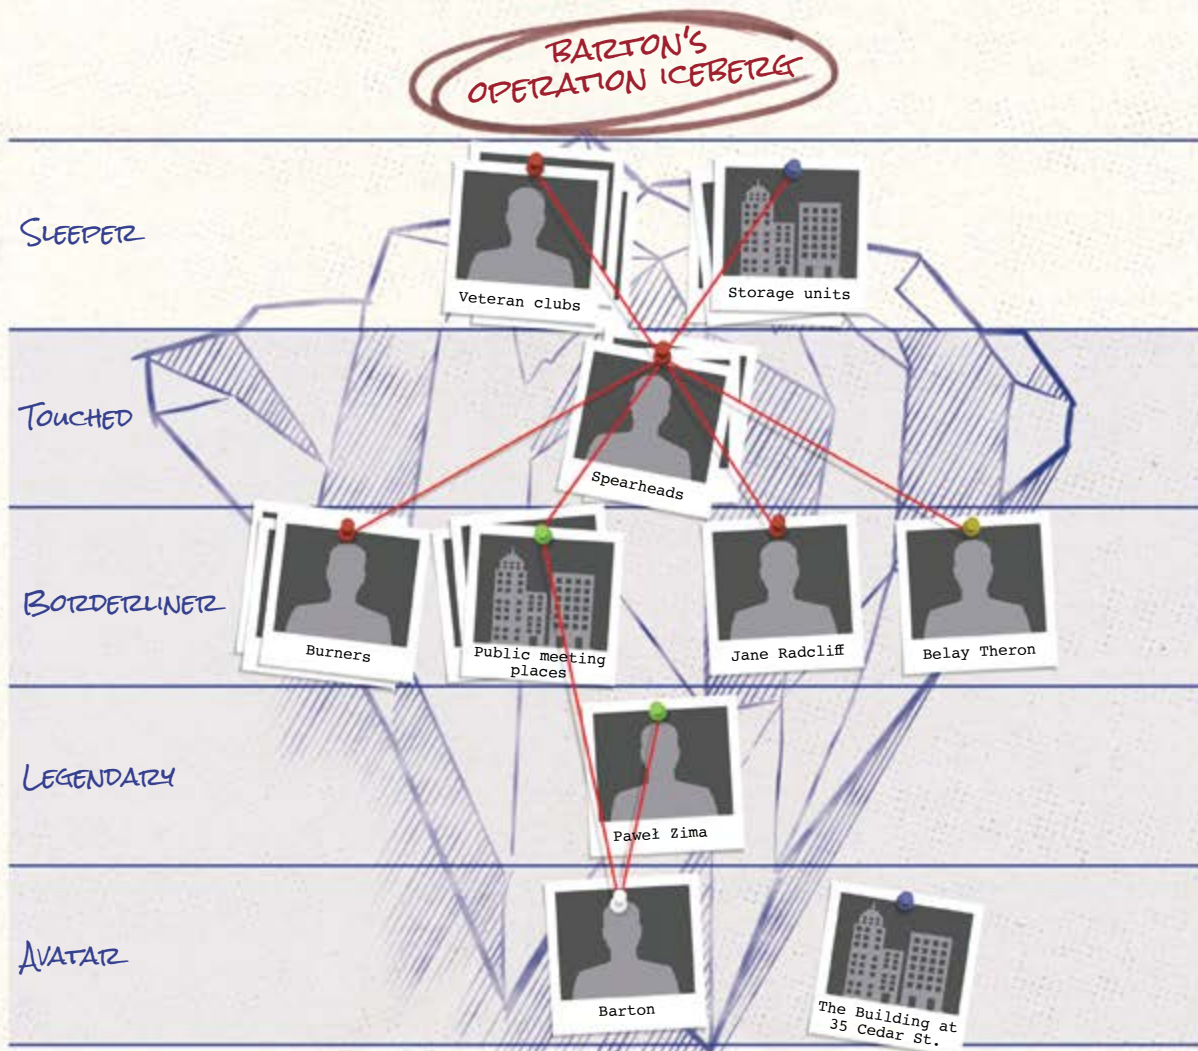 BARTON'S
OPERATION ICEBERG
SLEEPER
Veteran clubs
Storage units
TOUCHED
Spearheads
BORDERLINER
Burners
Public meeting
places
Jane Radcliff
Belay Theron
LEGENDARY
Paweł Zima
AVATAR
Barton
The Building at
35 Cedar St.